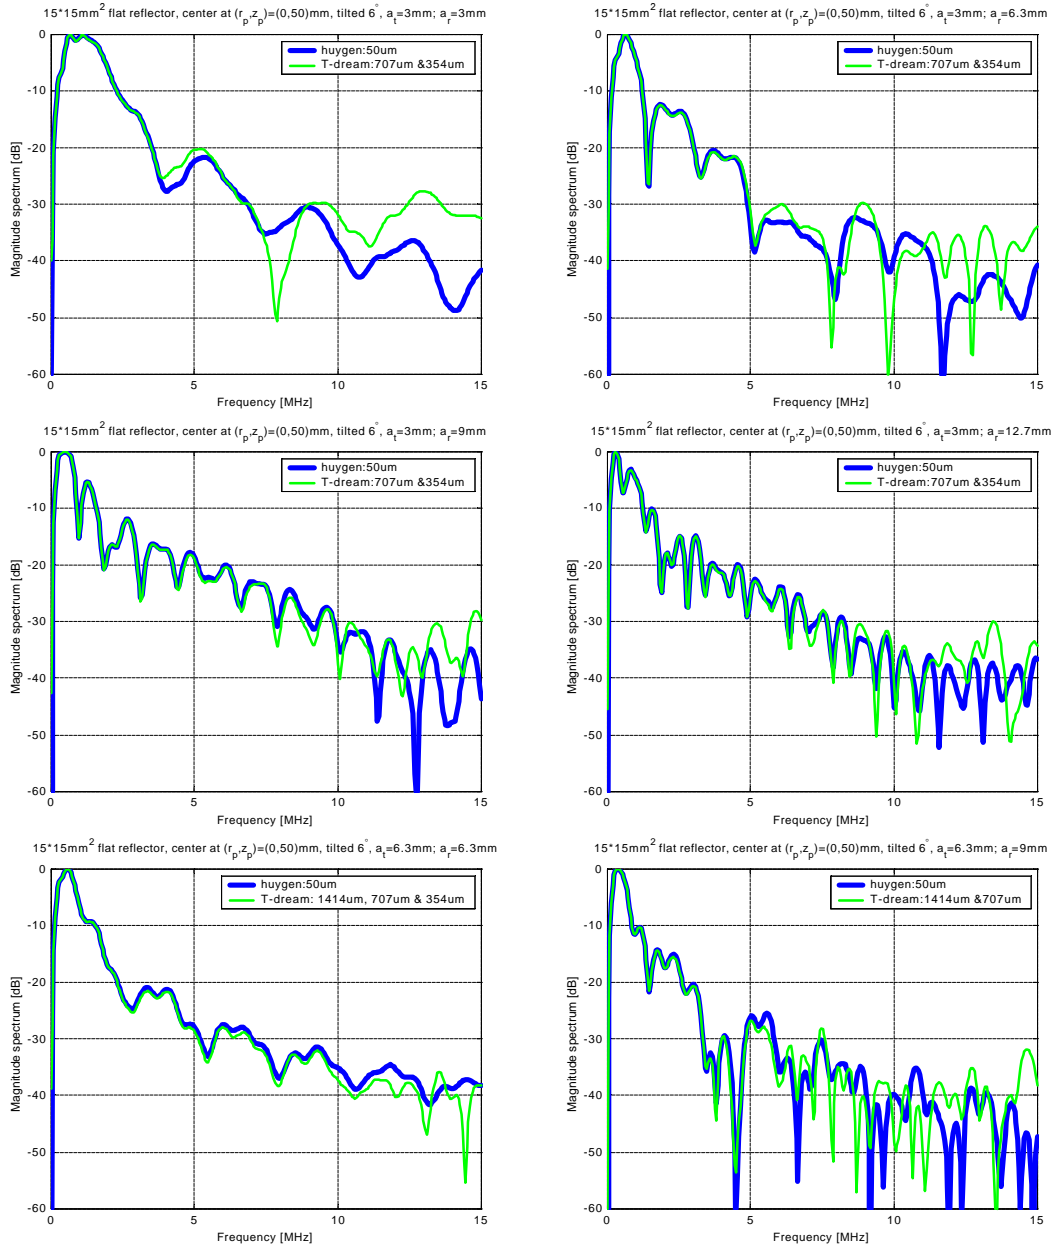 15*15mm² flat reflector, center at (rp,zp)=(0,50)mm, tilted 6°, at=3mm; ar=3mm
0
-10
-20
-30
-40
-50
-60
Magnitude spectrum [dB]
huygen:50um
T-dream:707um &354um
0
5
10
15
Frequency [MHz]
15*15mm² flat reflector, center at (rp,zp)=(0,50)mm, tilted 6°, at=3mm; ar=6.3mm
0
-10
-20
-30
-40
-50
-60
Magnitude spectrum [dB]
huygen:50um
T-dream:707um &354um
0
5
10
15
Frequency [MHz]
15*15mm² flat reflector, center at (rp,zp)=(0,50)mm, tilted 6°, at=3mm; ar=9mm
0
-10
-20
-30
-40
-50
-60
Magnitude spectrum [dB]
huygen:50um
T-dream:707um &354um
0
5
10
15
Frequency [MHz]
15*15mm² flat reflector, center at (rp,zp)=(0,50)mm, tilted 6°, at=3mm; ar=12.7mm
0
-10
-20
-30
-40
-50
-60
Magnitude spectrum [dB]
huygen:50um
T-dream:707um &354um
0
5
10
15
Frequency [MHz]
15*15mm² flat reflector, center at (rp,zp)=(0,50)mm, tilted 6°, at=6.3mm; ar=6.3mm
0
-10
-20
-30
-40
-50
-60
Magnitude spectrum [dB]
huygen:50um
T-dream: 1414um, 707um & 354um
0
5
10
15
Frequency [MHz]
15*15mm² flat reflector, center at (rp,zp)=(0,50)mm, tilted 6°, at=6.3mm; ar=9mm
0
-10
-20
-30
-40
-50
-60
Magnitude spectrum [dB]
huygen:50um
T-dream:1414um &707um
0
5
10
15
Frequency [MHz]